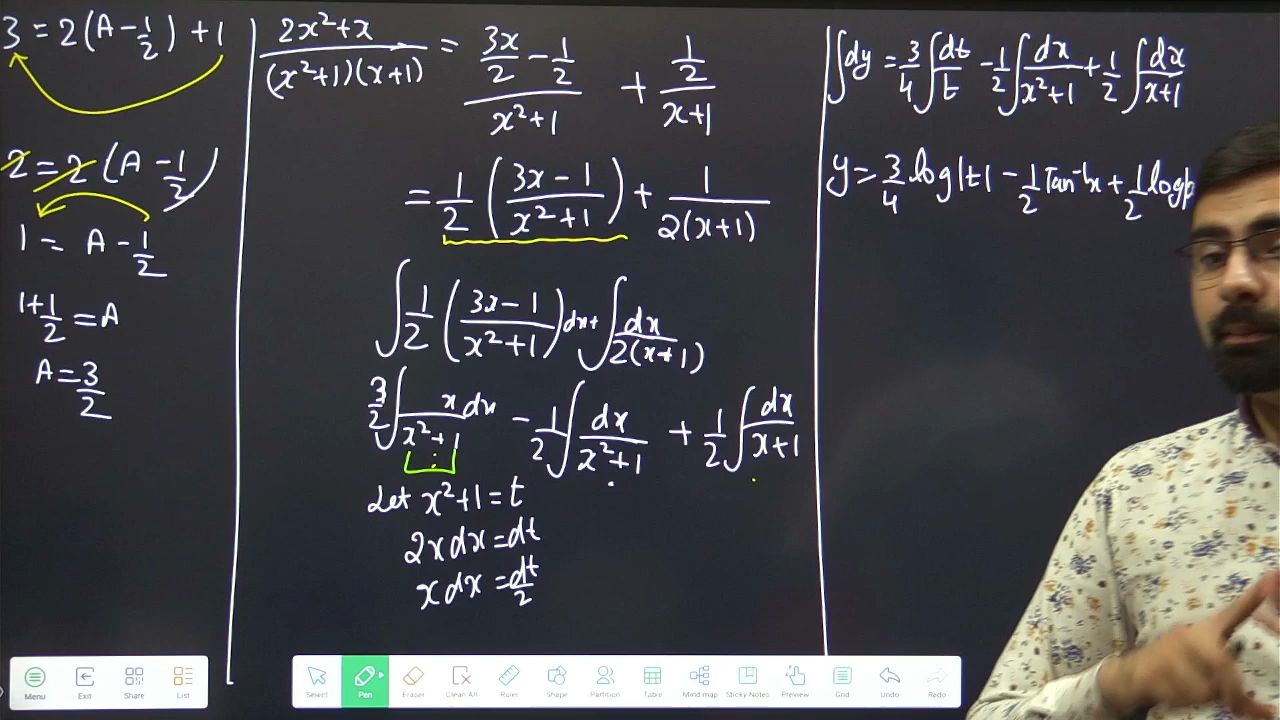 3 = 2(A - 1/2) + 1
2 = 2(A - 1/2)
1 = A - 1/2
1 + 1/2 = A
A = 3/2
(2x² + x)/((x² + 1)(x + 1)) = (3x/2 - 1/2)/(x² + 1) + (1/2)/(x + 1)
= 1/2 ((3x - 1)/(x² + 1)) + 1/(2(x + 1))
∫ 1/2 ((3x - 1)/(x² + 1)) dx + ∫ dx/(2(x + 1))
3/2 ∫ x dx/(x² + 1) - 1/2 ∫ dx/(x² + 1) + 1/2 ∫ dx/(x + 1)
Let x² + 1 = t
2x dx = dt
x dx = dt/2
∫dy = 3/4 ∫ dt/t - 1/2 ∫ dx/(x² + 1) + 1/2 ∫ dx/(x + 1)
y = 3/4 log|t| - 1/2 Tan⁻¹x + 1/2 log
Menu Exit Share List
Select Pen Eraser Clean All Ruler Shape Partition Table Mind map Sticky Notes Preview Grid Undo Redo